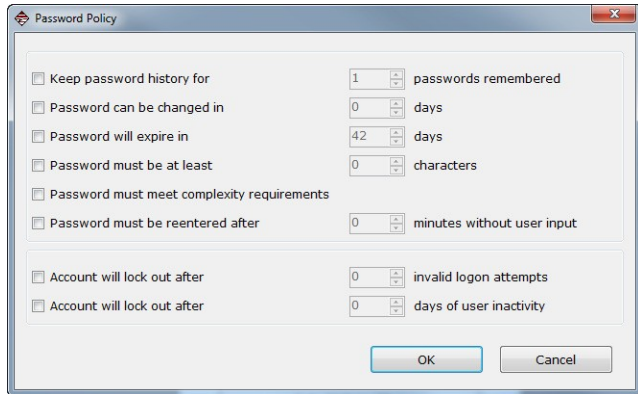 Password Policy
Keep password history for 1 passwords remembered
Password can be changed in 0 days
Password will expire in 42 days
Password must be at least 0 characters
Password must meet complexity requirements
Password must be reentered after 0 minutes without user input
Account will lock out after 0 invalid logon attempts
Account will lock out after 0 days of user inactivity
OK Cancel